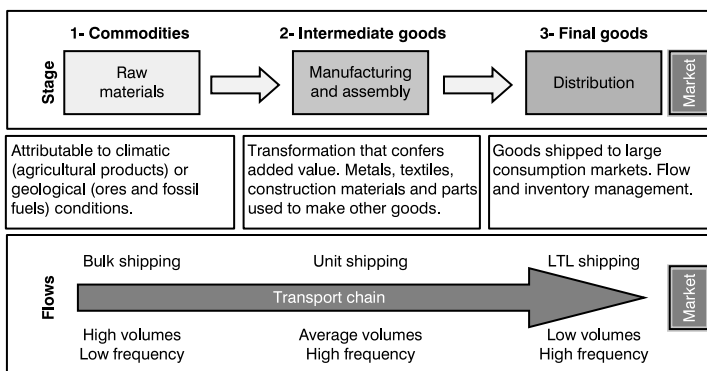 1- Commodities
2- Intermediate goods
3- Final goods
Stage
Raw
materials
Manufacturing
and assembly
Distribution
Market
Attributable to climatic
(agricultural products) or
geological (ores and fossil
fuels) conditions.
Transformation that confers
added value. Metals, textiles,
construction materials and parts
used to make other goods.
Goods shipped to large
consumption markets. Flow
and inventory management.
Flows
Bulk shipping
Unit shipping
LTL shipping
Transport chain
Market
High volumes
Low frequency
Average volumes
High frequency
Low volumes
High frequency